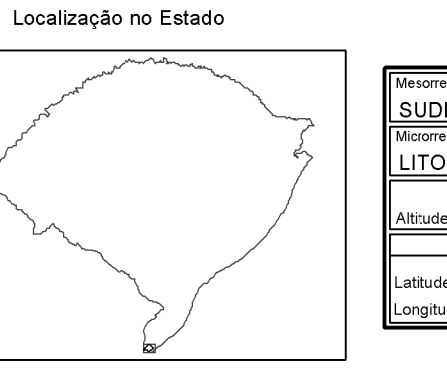 Localização no Estado
Mesorre
SUDI
Microrre
LITO
Altitude
Latitude
Longitu